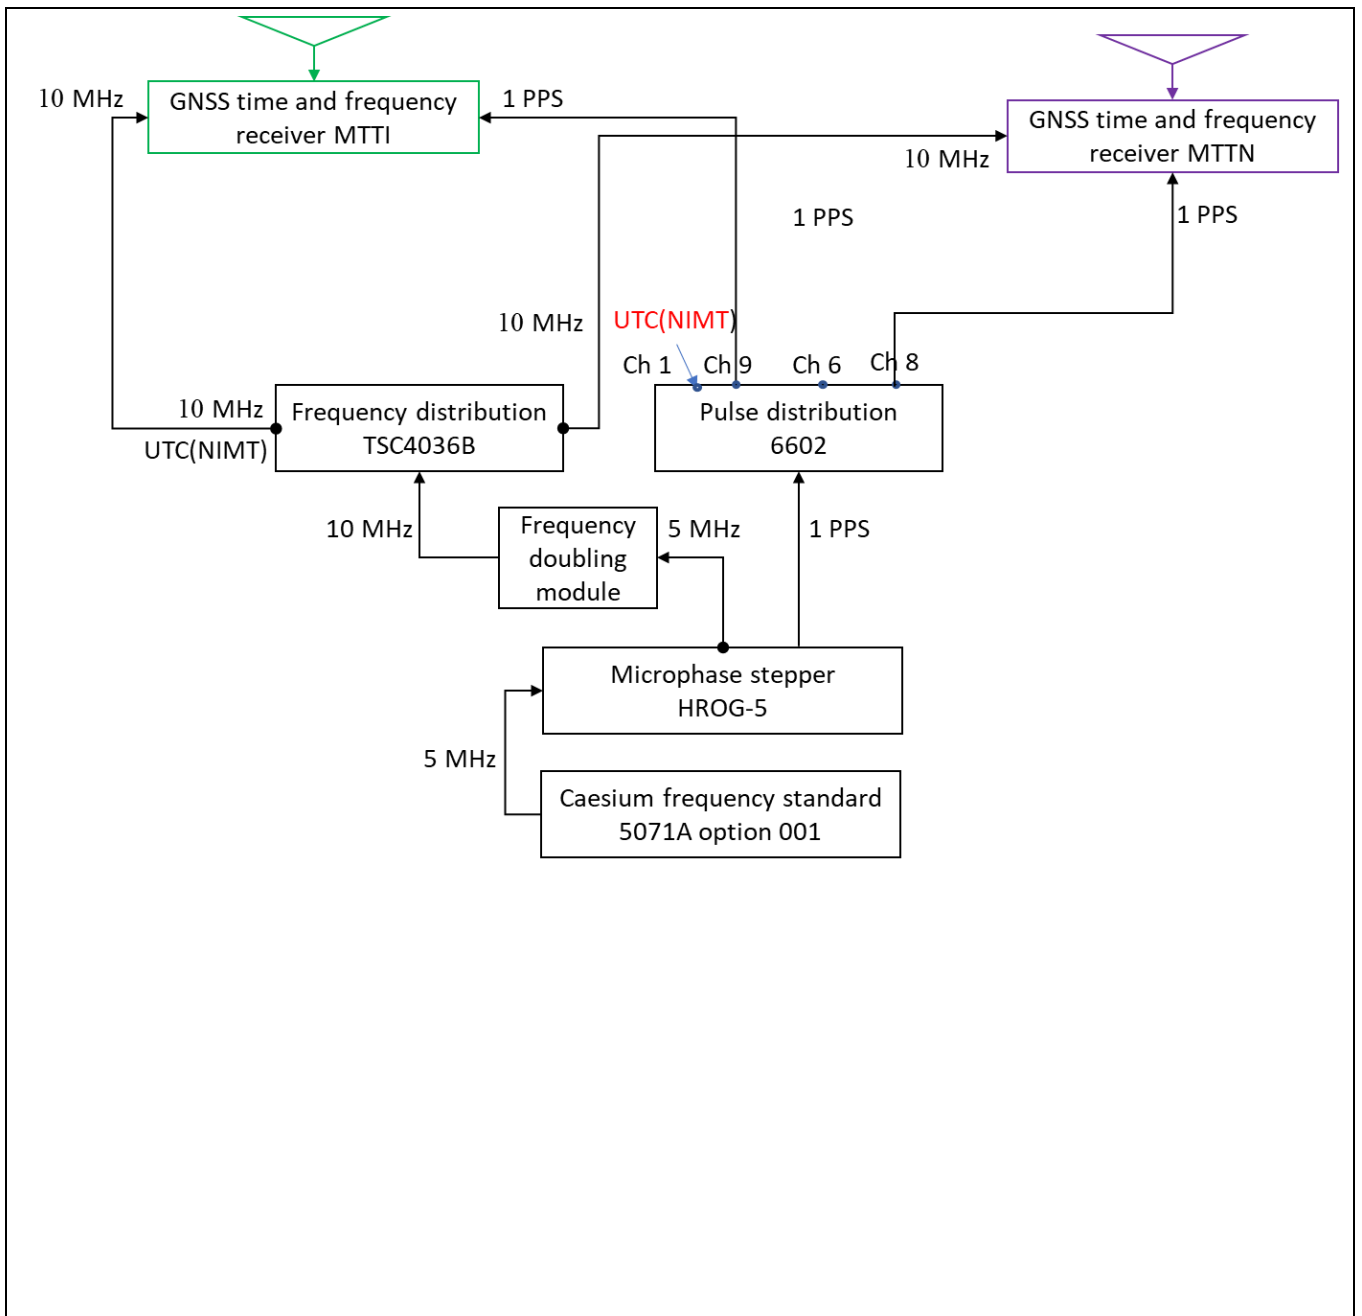 10 MHz
GNSS time and frequency
receiver MTTI
1 PPS
GNSS time and frequency
receiver MTTN
10 MHz
1 PPS
1 PPS
10 MHz
UTC(NIMT)
Ch 1
Ch 9
Ch 6
Ch 8
10 MHz
UTC(NIMT)
Frequency distribution
TSC4036B
Pulse distribution
6602
10 MHz
Frequency
doubling
module
5 MHz
1 PPS
Microphase stepper
HROG-5
5 MHz
Caesium frequency standard
5071A option 001